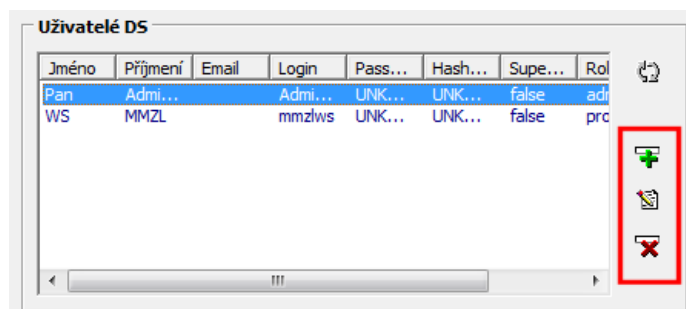 Uživatelé DS
Jméno Příjmení Email Login Pass... Hash... Supe... Rol
Pan Admi... Admi... UNK... UNK... false adr
WS MMZL mmzlws UNK... UNK... false pro